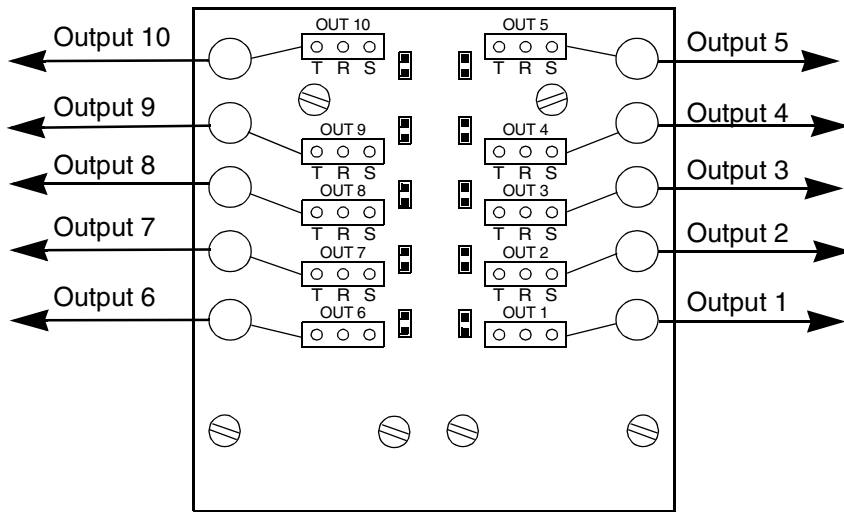 OUT 10
OUT 5
Output 10
Output 5
T R S
T R S
Output 9
Output 4
OUT 9
OUT 4
Output 8
Output 3
T R S
T R S
OUT 8
OUT 3
Output 7
Output 2
T R S
T R S
OUT 7
OUT 2
Output 6
Output 1
T R S
T R S
OUT 6
OUT 1